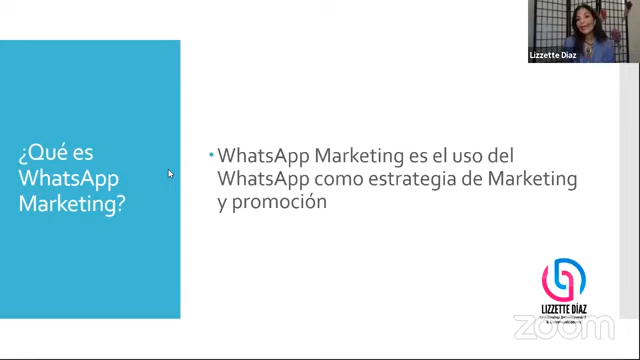 Lizzette Diaz
¿Qué es
WhatsApp
Marketing?
• WhatsApp Marketing es el uso del
WhatsApp como estrategia de Marketing
y promoción
LIZZETTE DÍAZ
zoom